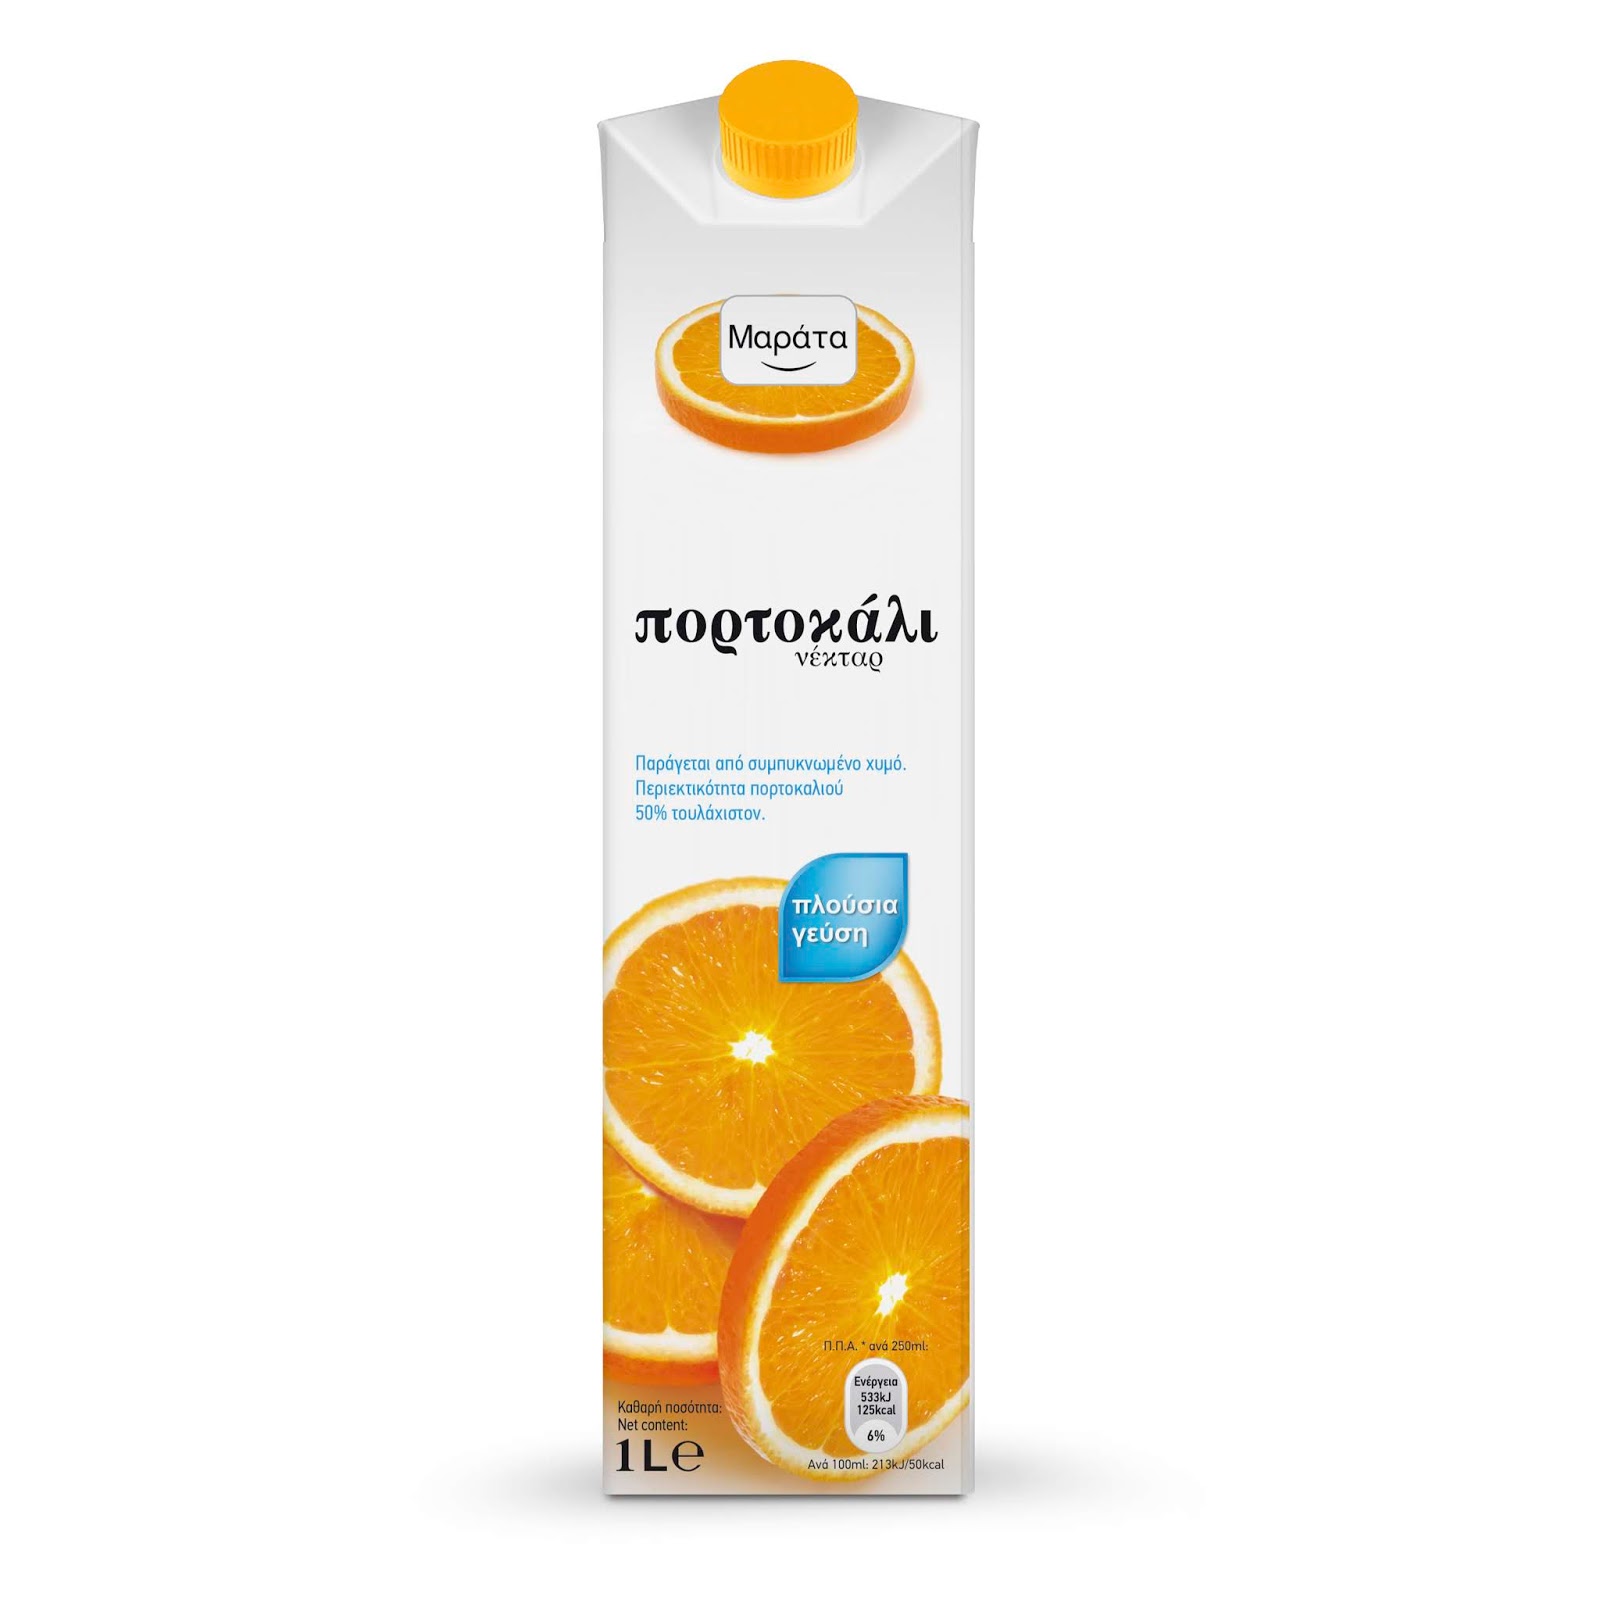 Μαράτα
πορτοκάλι
νέκταρ
Παράγεται από συμπυκνωμένο χυμό.
Περιεκτικότητα πορτοκαλιού
50% τουλάχιστον.
πλούσια
γεύση
Π.Π.Α. * ανά 250ml:
Ενέργεια
533kJ
125kcal
6%
Ανά 100ml: 213kJ/50kcal
Καθαρή ποσότητα:
Net content:
1L℮